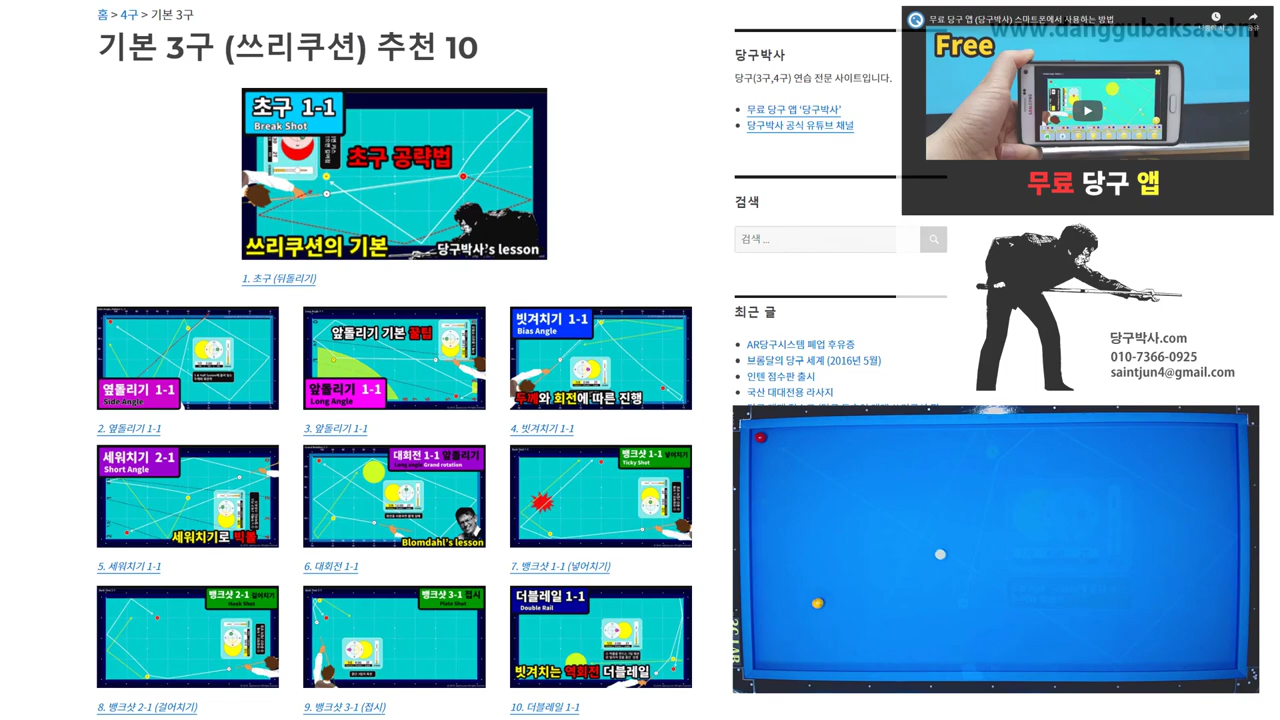 홈 > 4구 > 기본 3구
기본 3구 (쓰리쿠션) 추천 10
초구 1-1
Break Shot
초구 공략법
쓰리쿠션의 기본
당구박사's lesson
1. 초구 (뒤돌리기)
옆돌리기 1-1
Side Angle
2. 옆돌리기 1-1
앞돌리기 기본 꿀팁
앞돌리기 1-1
Long Angle
3. 앞돌리기 1-1
빗겨치기 1-1
Bias Angle
두께와 회전에 따른 진행
4. 빗겨치기 1-1
세워치기 2-1
Short Angle
세워치기로 빅볼
5. 세워치기 1-1
대회전 1-1 앞돌리기
Long angle Grand rotation
Blomdahl's lesson
6. 대회전 1-1
뱅크샷 1-1 넣어치기
Ticky Shot
7. 뱅크샷 1-1 (넣어치기)
뱅크샷 2-1 걸어치기
Hook Shot
8. 뱅크샷 2-1 (걸어치기)
뱅크샷 3-1 접시
Plate Shot
9. 뱅크샷 3-1 (접시)
더블레일 1-1
Double Rail
빗겨치는 역회전 더블레일
10. 더블레일 1-1
당구박사
당구(3구,4구) 연습 전문 사이트입니다.
무료 당구 앱 '당구박사'
당구박사 공식 유튜브 채널
검색
검색 ...
최근 글
AR당구시스템 폐업 후유증
브롬달의 당구 세계 (2016년 5월)
인텐 점수판 출시
국산 대대전용 라사지
무료 당구 앱 (당구박사) 스마트폰에서 사용하는 방법
www.danggubaksa.com
공유
Free
무료 당구 앱
당구박사.com
010-7366-0925
saintjun4@gmail.com